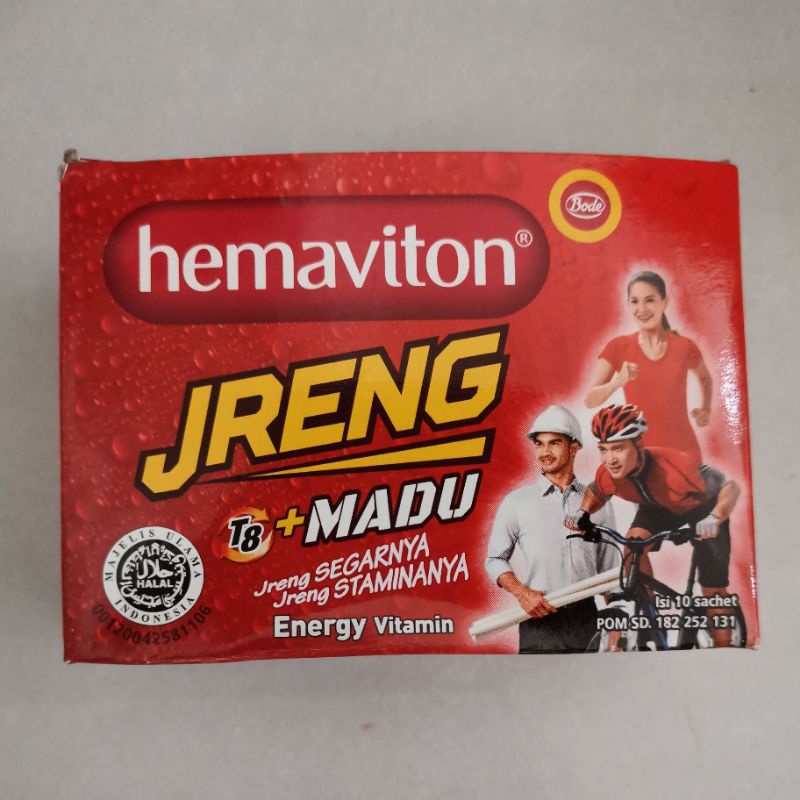 Bode
hemaviton®
JRENG
T8 +MADU
Jreng SEGARNYA
Jreng STAMINANYA
Energy Vitamin
MAJELIS ULAMA
حلال
HALAL
INDONESIA
00120042581106
Isi 10 sachet
POM SD. 182 252 131